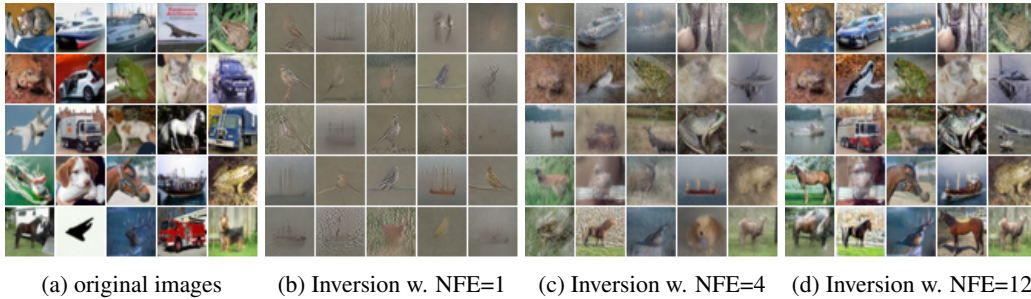 (a) original images
(b) Inversion w. NFE=1
(c) Inversion w. NFE=4
(d) Inversion w. NFE=12